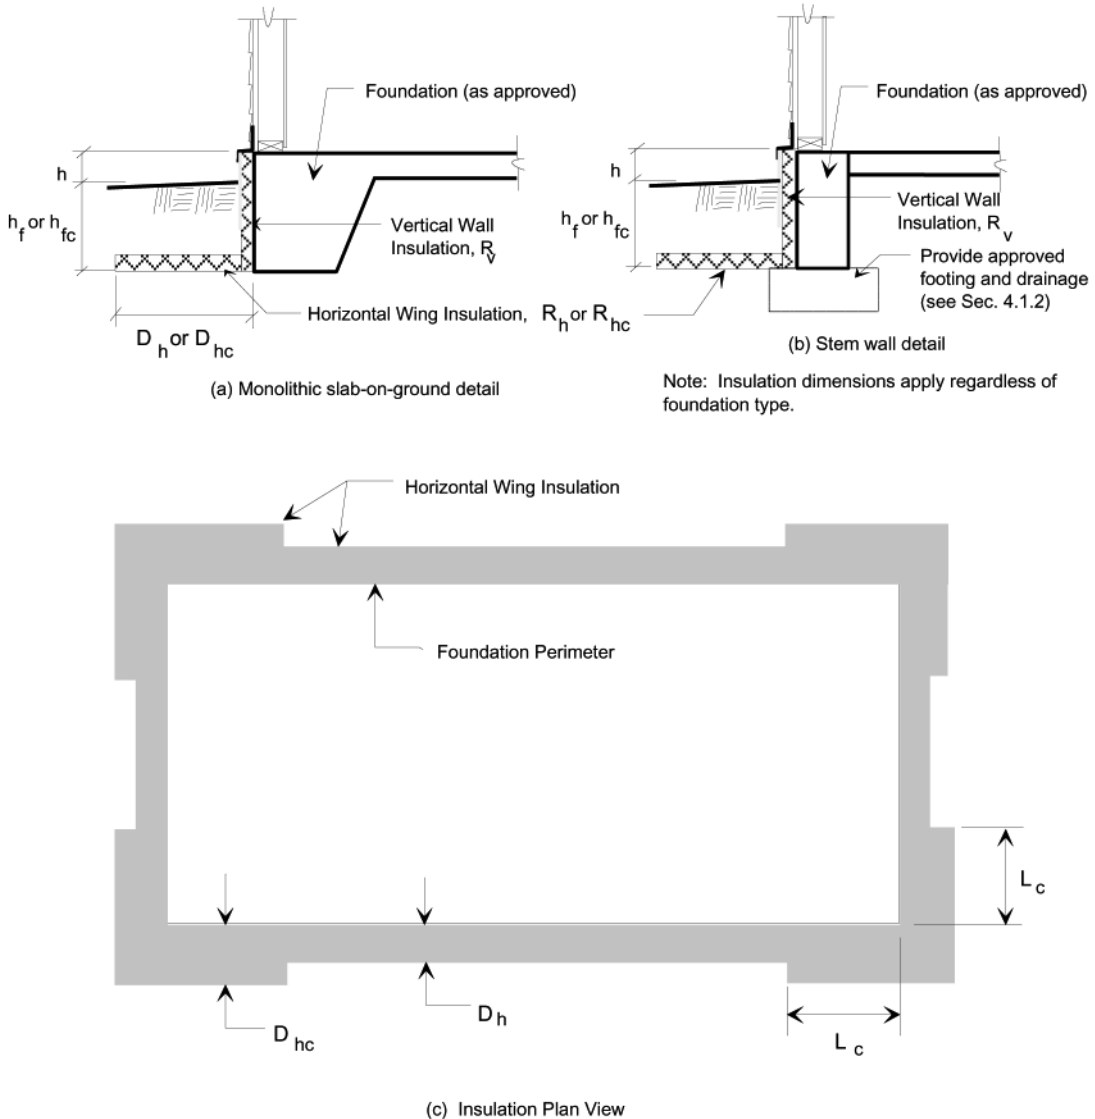 Foundation (as approved)
h
h_f or h_fc
Vertical Wall
Insulation, R_v
Horizontal Wing Insulation, R_h or R_hc
D_h or D_hc
(a) Monolithic slab-on-ground detail
Foundation (as approved)
h
h_f or h_fc
Vertical Wall
Insulation, R_v
Provide approved
footing and drainage
(see Sec. 4.1.2)
(b) Stem wall detail
Note: Insulation dimensions apply regardless of
foundation type.
Horizontal Wing Insulation
Foundation Perimeter
L_c
D_hc
D_h
L_c
(c) Insulation Plan View